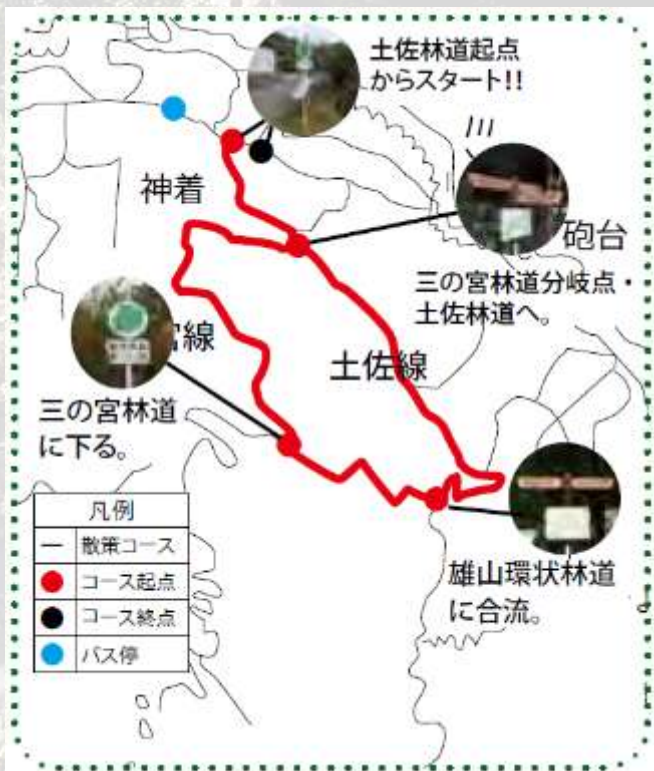 土佐林道起点
からスタート!!
神着
砲台
三の宮林道分岐点・
土佐林道へ。
宮線
土佐線
三の宮林道
に下る。
雄山環状林道
に合流。
凡例
散策コース
コース起点
コース終点
バス停